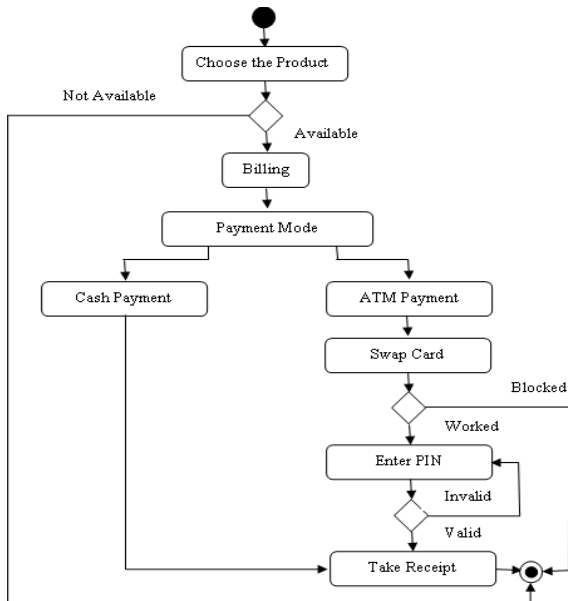 Choose the Product
Not Available
Available
Billing
Payment Mode
Cash Payment
ATM Payment
Swap Card
Blocked
Worked
Enter PIN
Invalid
Valid
Take Receipt